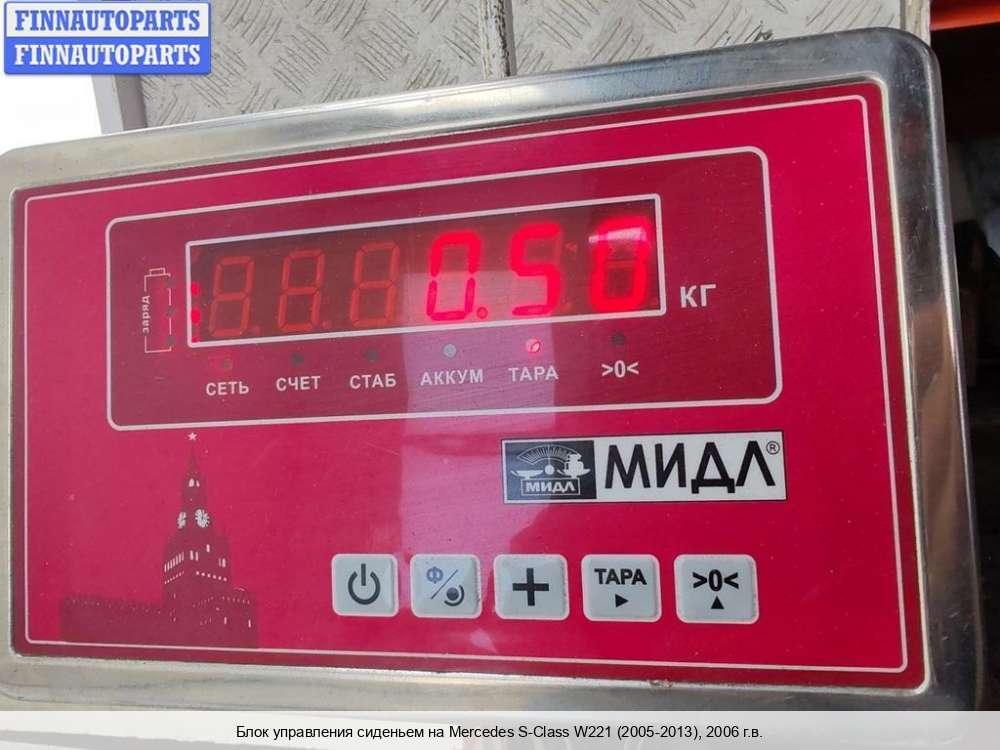 FINNAUTOPARTS
FINNAUTOPARTS
заряд
0.50
КГ
СЕТЬ СЧЕТ СТАБ АККУМ ТАРА >0<
МИДЛ
МИДЛ®
Ф
+
ТАРА
>0<
Блок управления сиденьем на Mercedes S-Class W221 (2005-2013), 2006 г.в.